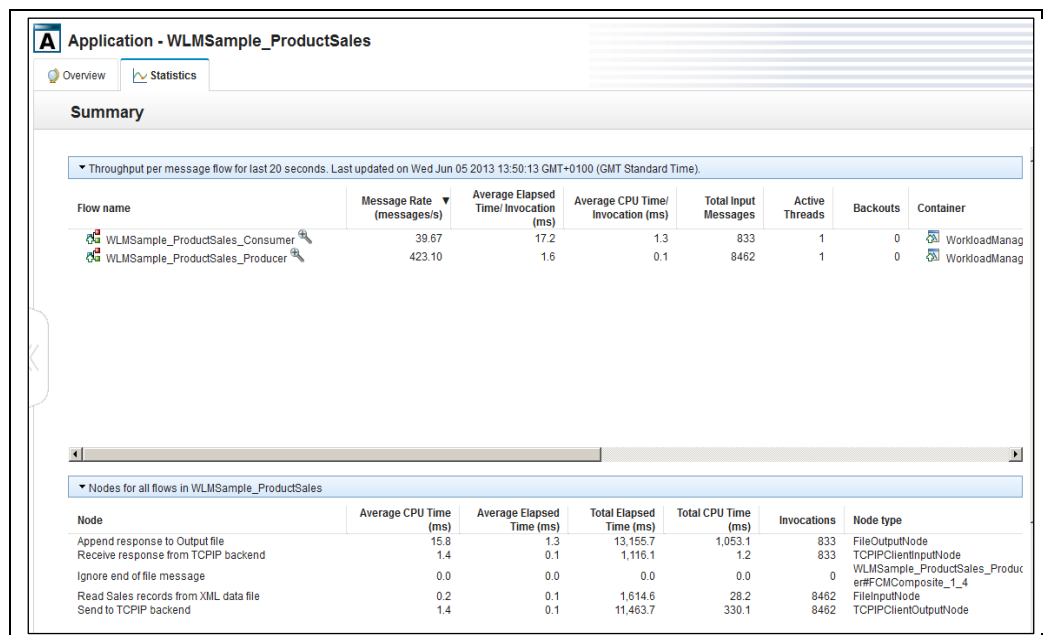 A Application - WLMSample_ProductSales
Overview Statistics
Summary
Throughput per message flow for last 20 seconds. Last updated on Wed Jun 05 2013 13:50:13 GMT+0100 (GMT Standard Time).
Flow name Message Rate ▼ (messages/s) Average Elapsed Time/ Invocation (ms) Average CPU Time/ Invocation (ms) Total Input Messages Active Threads Backouts Container
WLMSample_ProductSales_Consumer 39.67 17.2 1.3 833 1 0 WorkloadManag
WLMSample_ProductSales_Producer 423.10 1.6 0.1 8462 1 0 WorkloadManag
Nodes for all flows in WLMSample_ProductSales
Node Average CPU Time (ms) Average Elapsed Time (ms) Total Elapsed Time (ms) Total CPU Time (ms) Invocations Node type
Append response to Output file 15.8 1.3 13,155.7 1,053.1 833 FileOutputNode
Receive response from TCPIP backend 1.4 0.1 1,116.1 1.2 833 TCPIPClientInputNode
Ignore end of file message 0.0 0.0 0.0 0.0 0 WLMSample_ProductSales_Produc
er#FCMComposite_1_4
Read Sales records from XML data file 0.2 0.1 1,614.6 28.2 8462 FileInputNode
Send to TCPIP backend 1.4 0.1 11,463.7 330.1 8462 TCPIPClientOutputNode